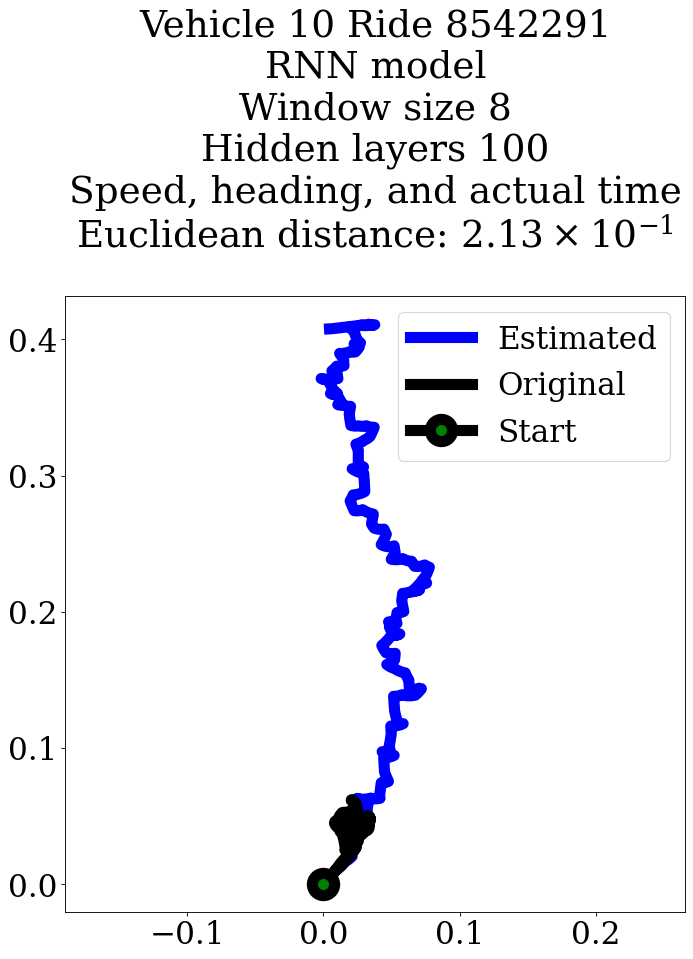 Vehicle 10 Ride 8542291
RNN model
Window size 8
Hidden layers 100
Speed, heading, and actual time
Euclidean distance: 2.13 × 10⁻¹
Estimated
Original
Start
0.4
0.3
0.2
0.1
0.0
−0.1 0.0 0.1 0.2